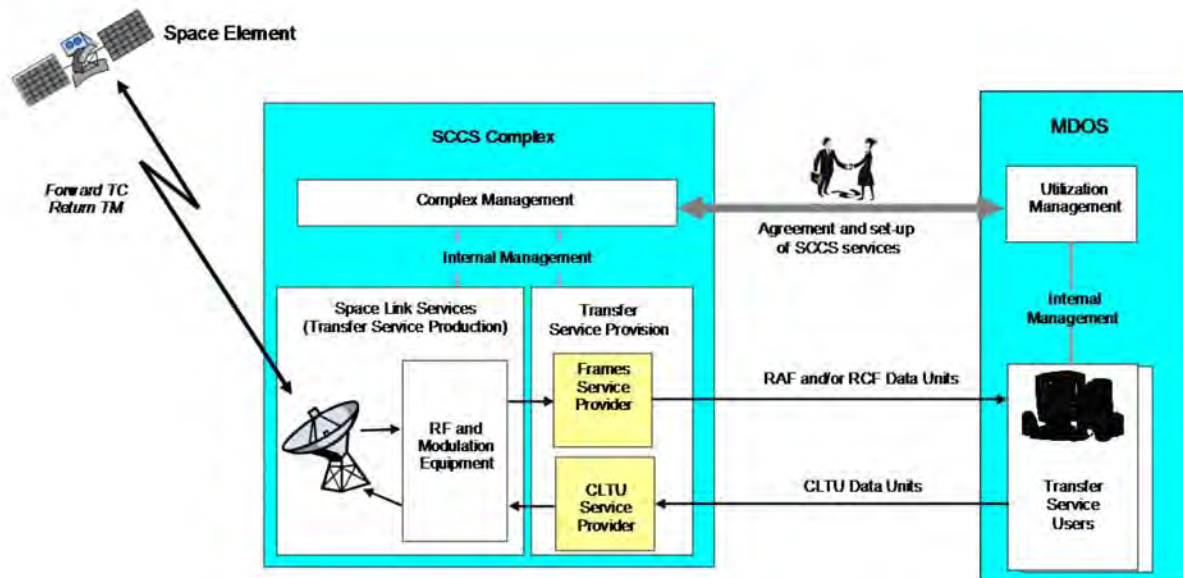 Space Element
Forward TC
Return TM
SCCS Complex
Complex Management
Internal Management
Space Link Services
(Transfer Service Production)
RF and
Modulation
Equipment
Transfer
Service Provision
Frames
Service
Provider
CLTU
Service
Provider
Agreement and set-up
of SCCS services
RAF and/or RCF Data Units
CLTU Data Units
MDOS
Utilization
Management
Internal
Management
Transfer
Service
Users